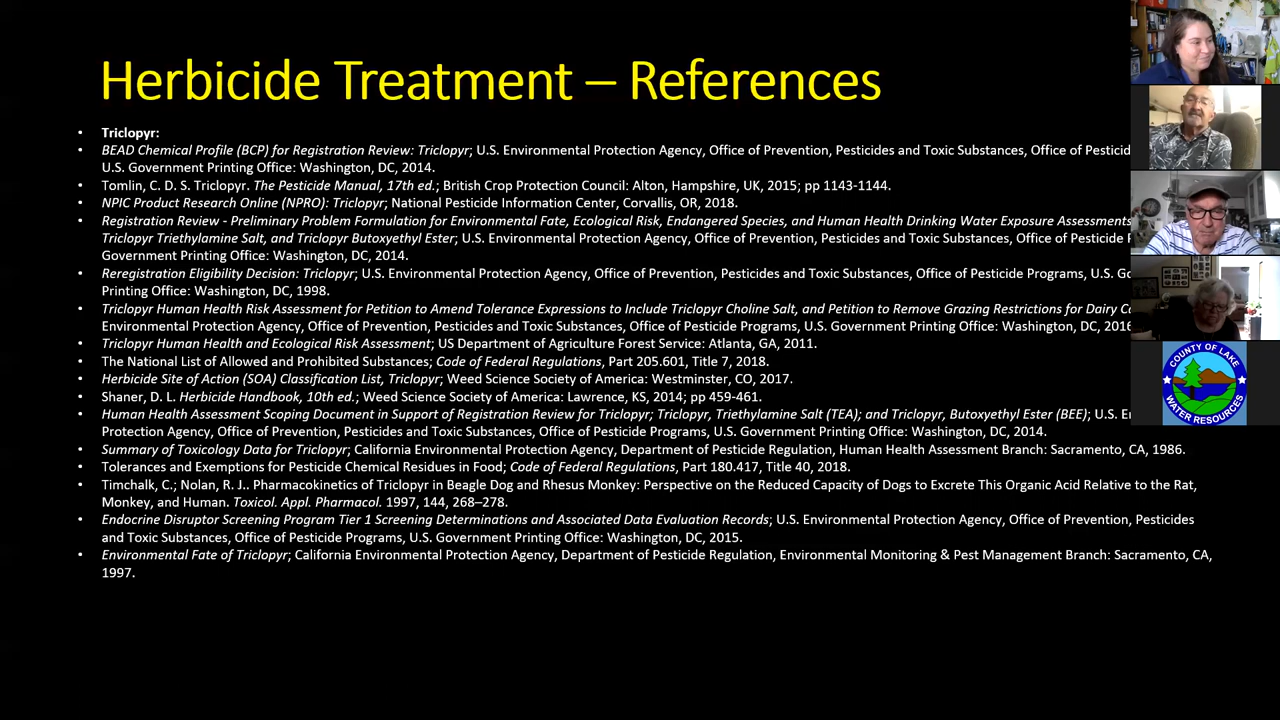 Herbicide Treatment – References
• Triclopyr:
• BEAD Chemical Profile (BCP) for Registration Review: Triclopyr; U.S. Environmental Protection Agency, Office of Prevention, Pesticides and Toxic Substances, Office of Pesticid
U.S. Government Printing Office: Washington, DC, 2014.
• Tomlin, C. D. S. Triclopyr. The Pesticide Manual, 17th ed.; British Crop Protection Council: Alton, Hampshire, UK, 2015; pp 1143-1144.
• NPIC Product Research Online (NPRO): Triclopyr; National Pesticide Information Center, Corvallis, OR, 2018.
• Registration Review - Preliminary Problem Formulation for Environmental Fate, Ecological Risk, Endangered Species, and Human Health Drinking Water Exposure Assessments
Triclopyr Triethylamine Salt, and Triclopyr Butoxyethyl Ester; U.S. Environmental Protection Agency, Office of Prevention, Pesticides and Toxic Substances, Office of Pesticide
Government Printing Office: Washington, DC, 2014.
• Reregistration Eligibility Decision: Triclopyr; U.S. Environmental Protection Agency, Office of Prevention, Pesticides and Toxic Substances, Office of Pesticide Programs, U.S. Go
Printing Office: Washington, DC, 1998.
• Triclopyr Human Health Risk Assessment for Petition to Amend Tolerance Expressions to Include Triclopyr Choline Salt, and Petition to Remove Grazing Restrictions for Dairy
Environmental Protection Agency, Office of Prevention, Pesticides and Toxic Substances, Office of Pesticide Programs, U.S. Government Printing Office: Washington, DC, 2016
• Triclopyr Human Health and Ecological Risk Assessment; US Department of Agriculture Forest Service: Atlanta, GA, 2011.
• The National List of Allowed and Prohibited Substances; Code of Federal Regulations, Part 205.601, Title 7, 2018.
• Herbicide Site of Action (SOA) Classification List, Triclopyr; Weed Science Society of America: Westminster, CO, 2017.
• Shaner, D. L. Herbicide Handbook, 10th ed.; Weed Science Society of America: Lawrence, KS, 2014; pp 459-461.
• Human Health Assessment Scoping Document in Support of Registration Review for Triclopyr; Triclopyr, Triethylamine Salt (TEA); and Triclopyr, Butoxyethyl Ester (BEE); U.S.
Protection Agency, Office of Prevention, Pesticides and Toxic Substances, Office of Pesticide Programs, U.S. Government Printing Office: Washington, DC, 2014.
• Summary of Toxicology Data for Triclopyr; California Environmental Protection Agency, Department of Pesticide Regulation, Human Health Assessment Branch: Sacramento, CA, 1986.
• Tolerances and Exemptions for Pesticide Chemical Residues in Food; Code of Federal Regulations, Part 180.417, Title 40, 2018.
• Timchalk, C.; Nolan, R. J.. Pharmacokinetics of Triclopyr in Beagle Dog and Rhesus Monkey: Perspective on the Reduced Capacity of Dogs to Excrete This Organic Acid Relative to the Rat,
Monkey, and Human. Toxicol. Appl. Pharmacol. 1997, 144, 268–278.
• Endocrine Disruptor Screening Program Tier 1 Screening Determinations and Associated Data Evaluation Records; U.S. Environmental Protection Agency, Office of Prevention, Pesticides
and Toxic Substances, Office of Pesticide Programs, U.S. Government Printing Office: Washington, DC, 2015.
• Environmental Fate of Triclopyr; California Environmental Protection Agency, Department of Pesticide Regulation, Environmental Monitoring & Pest Management Branch: Sacramento, CA,
1997.
COUNTY OF LAKE
WATER RESOURCES